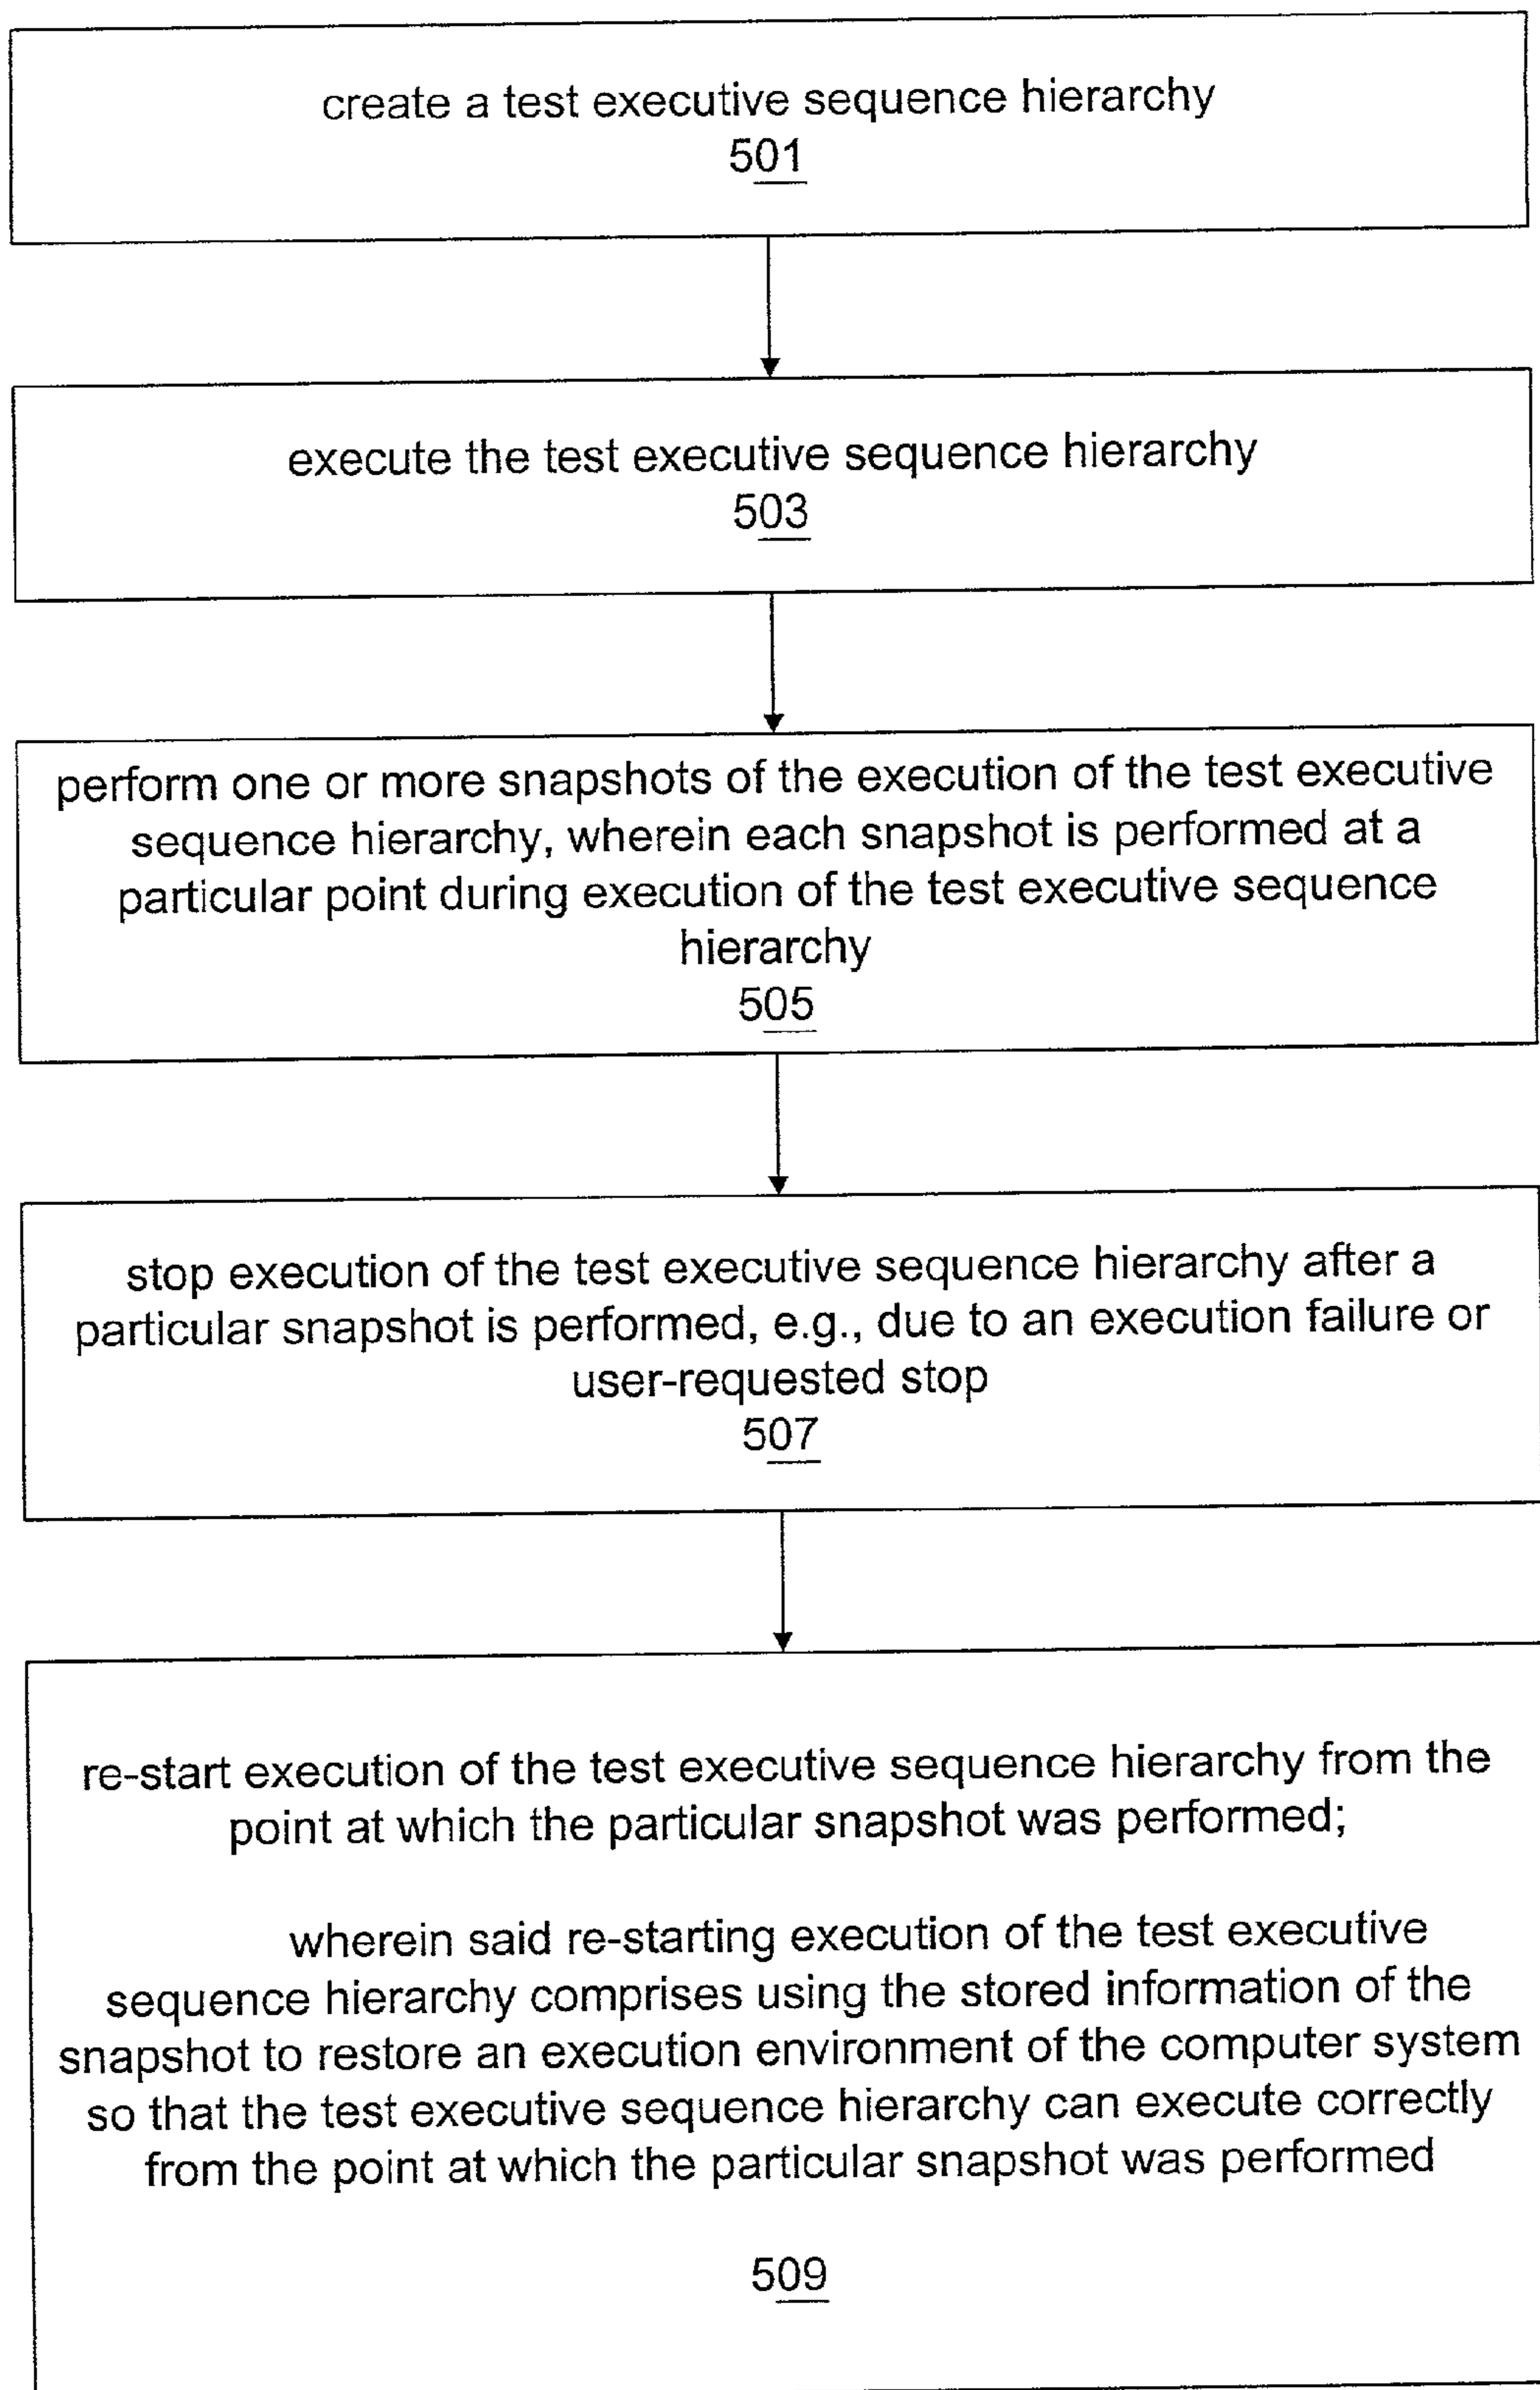 create a test executive sequence hierarchy
501
execute the test executive sequence hierarchy
503
perform one or more snapshots of the execution of the test executive
sequence hierarchy, wherein each snapshot is performed at a
particular point during execution of the test executive sequence
hierarchy
505
stop execution of the test executive sequence hierarchy after a
particular snapshot is performed, e.g., due to an execution failure or
user-requested stop
507
re-start execution of the test executive sequence hierarchy from the
point at which the particular snapshot was performed;
wherein said re-starting execution of the test executive
sequence hierarchy comprises using the stored information of the
snapshot to restore an execution environment of the computer system
so that the test executive sequence hierarchy can execute correctly
from the point at which the particular snapshot was performed
509